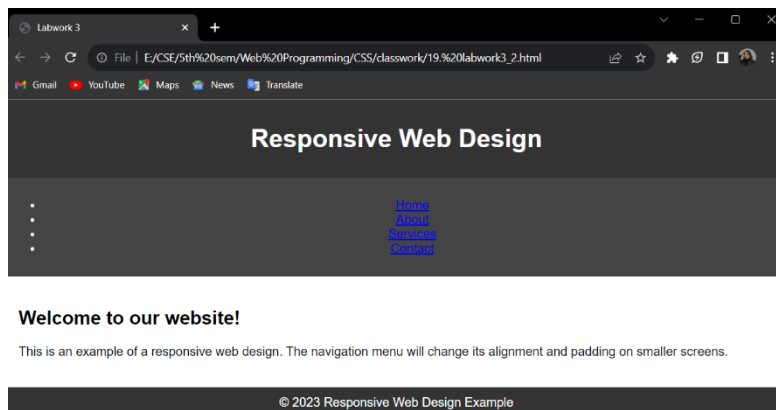 Labwork 3
File | E:/CSE/5th%20sem/Web%20Programming/CSS/classwork/19.%20labwork3_2.html
Gmail YouTube Maps News Translate
Responsive Web Design
• Home
• About
• Services
• Contact
Welcome to our website!
This is an example of a responsive web design. The navigation menu will change its alignment and padding on smaller screens.
© 2023 Responsive Web Design Example